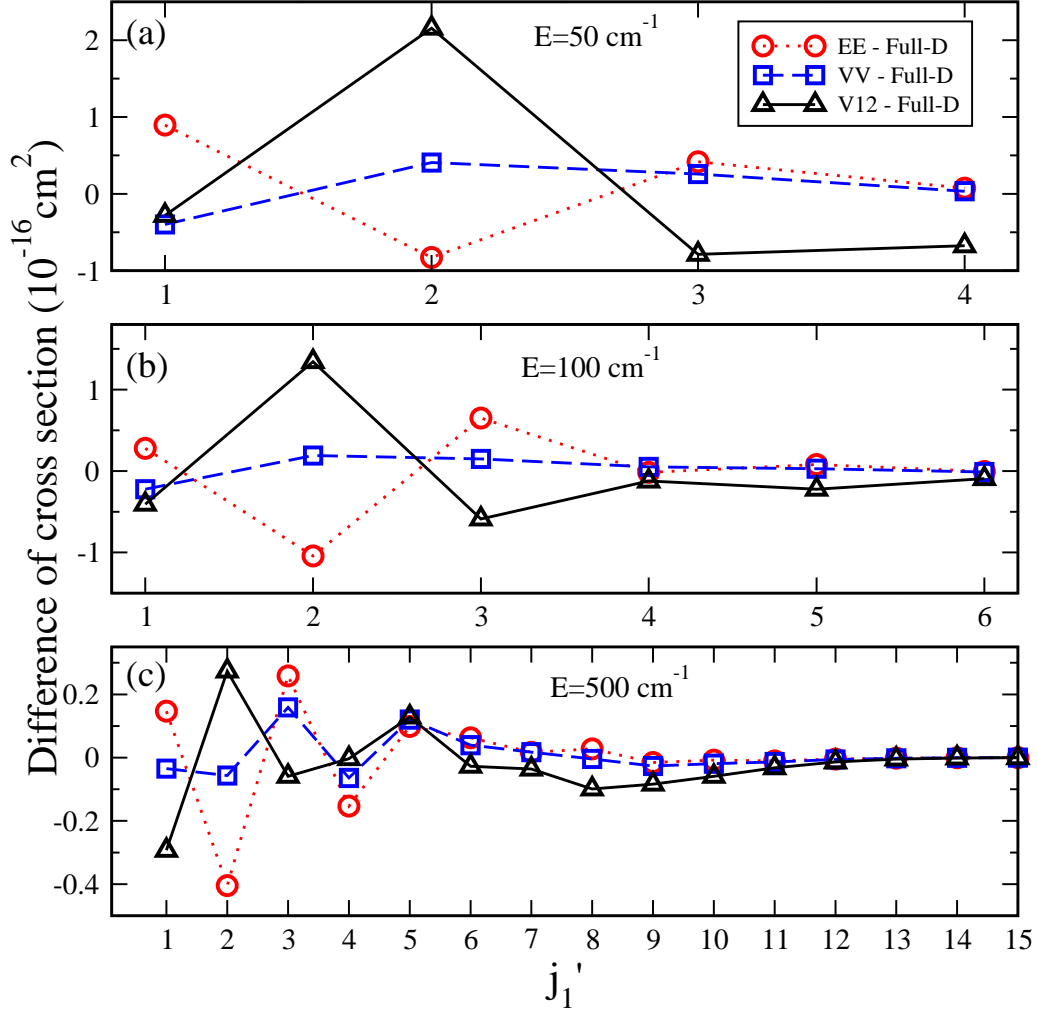 Difference of cross section (10⁻¹⁶ cm²)
(a)
E=50 cm⁻¹
EE - Full-D
VV - Full-D
V12 - Full-D
2
1
0
-1
1 2 3 4
(b)
E=100 cm⁻¹
1
0
-1
1 2 3 4 5 6
(c)
E=500 cm⁻¹
0.2
0
-0.2
-0.4
1 2 3 4 5 6 7 8 9 10 11 12 13 14 15
j₁'